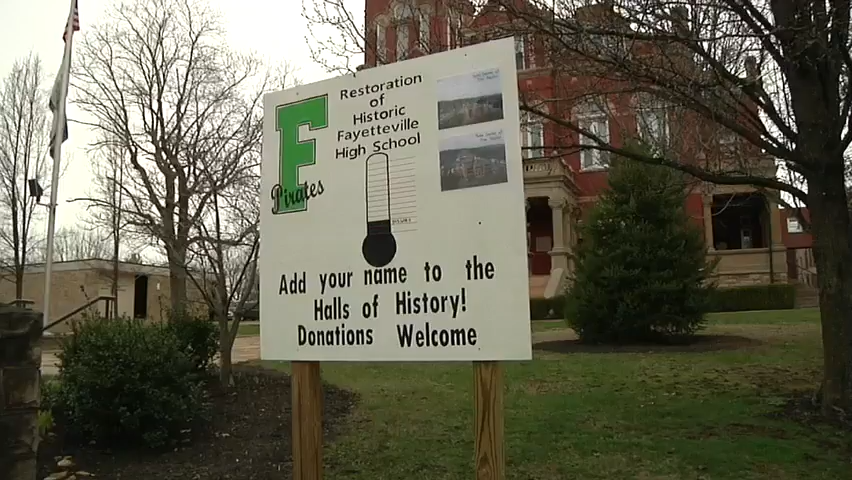 F
Pirates
Restoration
of
Historic
Fayetteville
High School
Add your name to the
Halls of History!
Donations Welcome